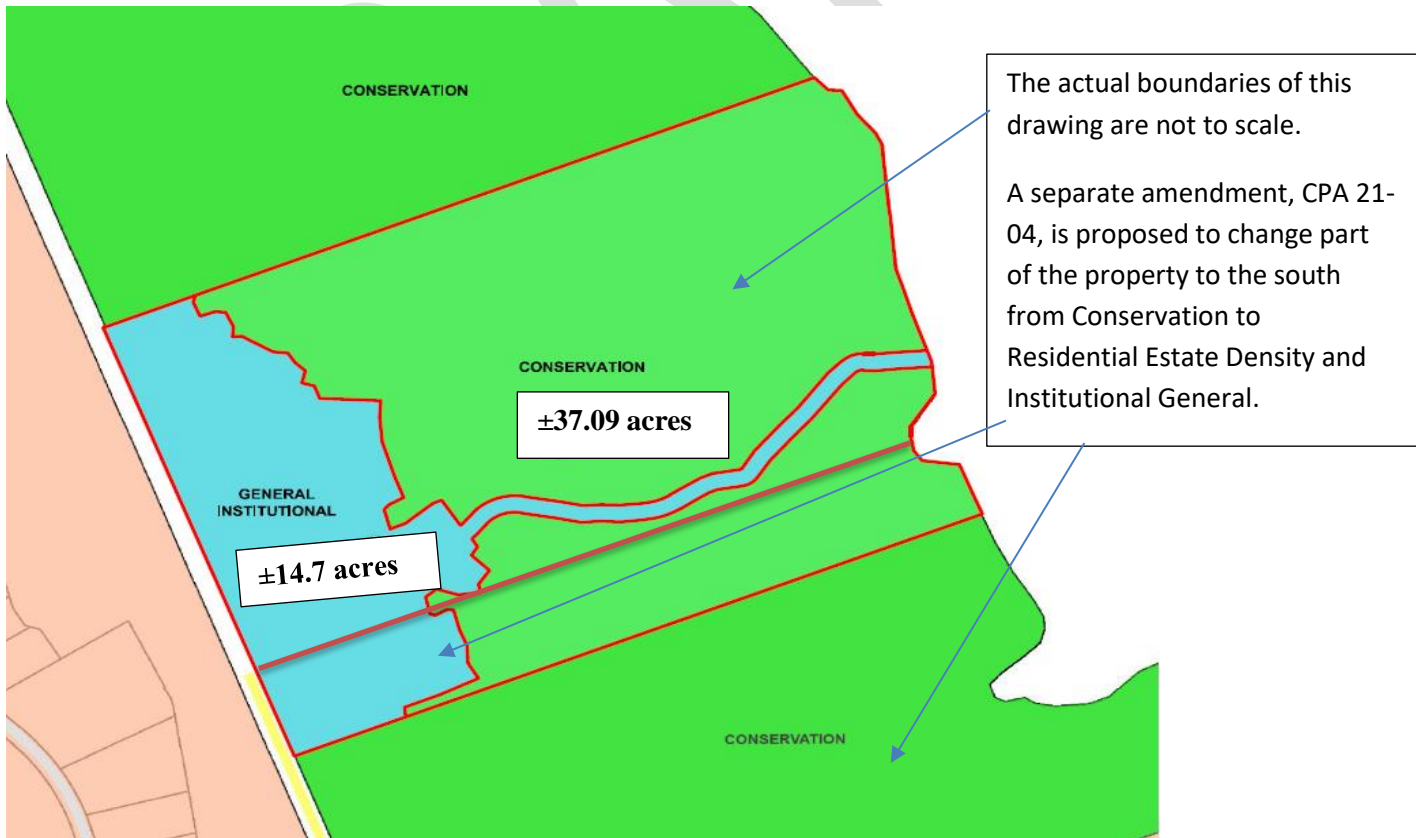 CONSERVATION
The actual boundaries of this
drawing are not to scale.
A separate amendment, CPA 21-
04, is proposed to change part
of the property to the south
from Conservation to
Residential Estate Density and
Institutional General.
CONSERVATION
±37.09 acres
GENERAL
INSTITUTIONAL
±14.7 acres
CONSERVATION